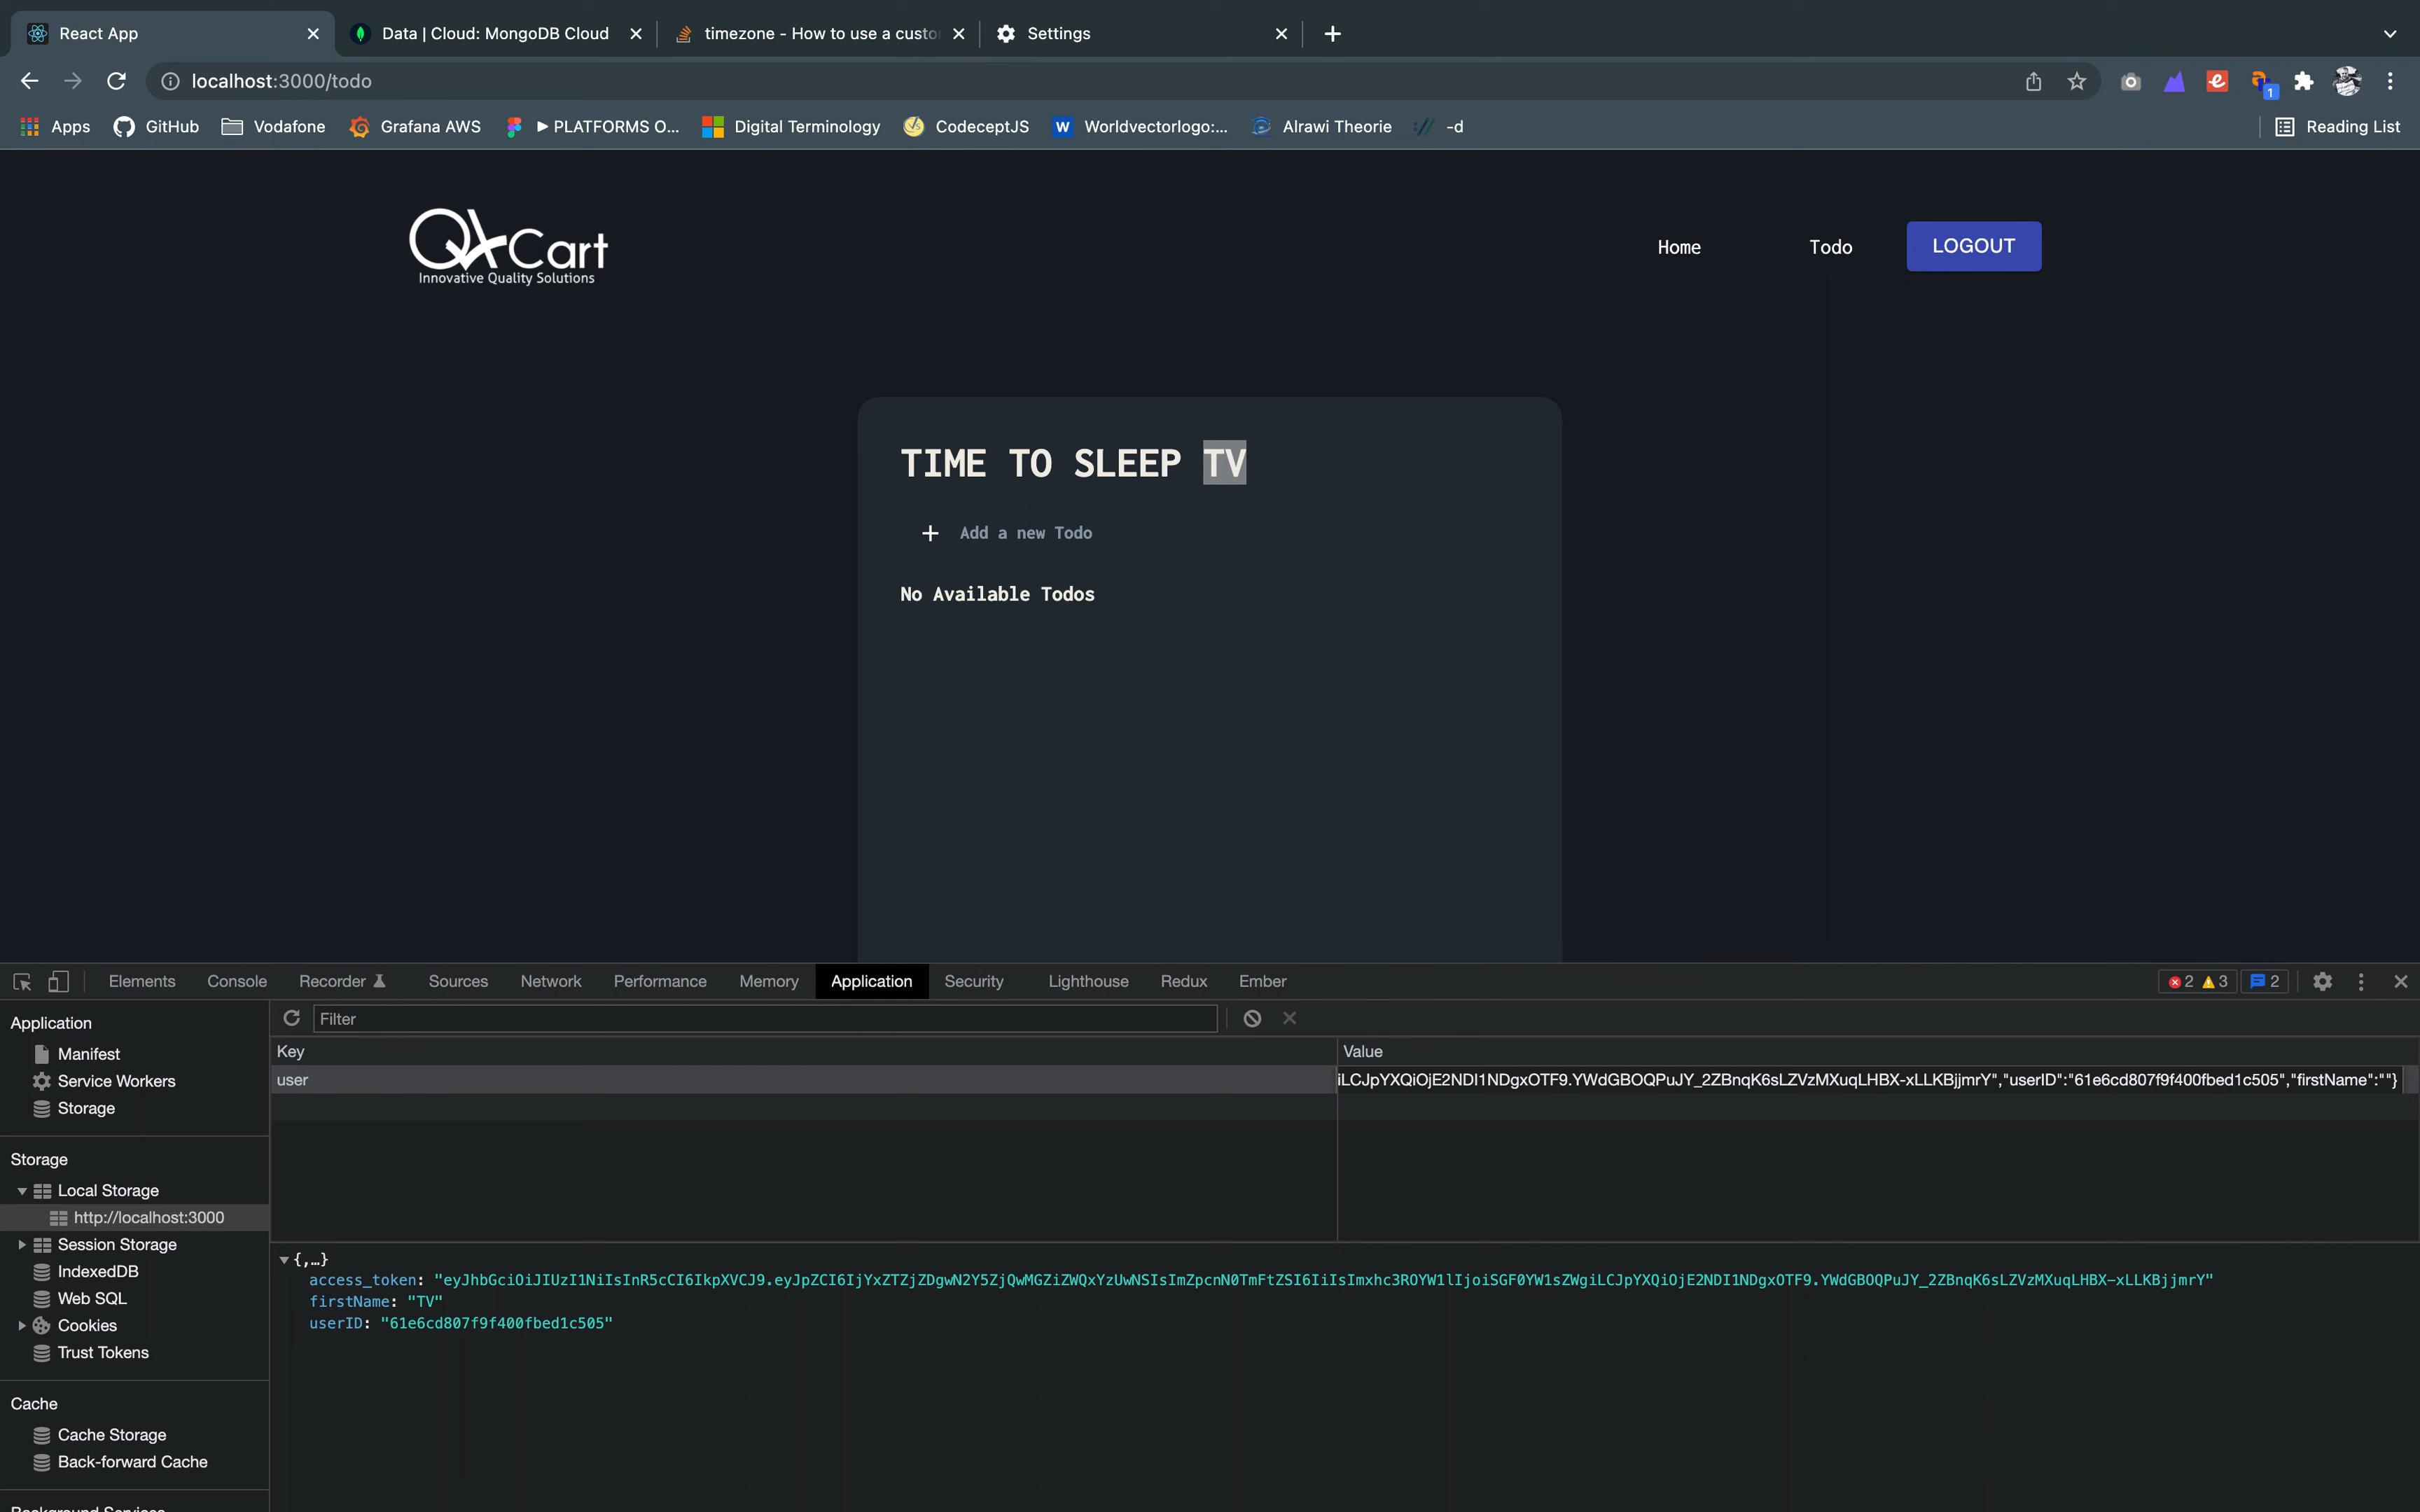 React App
Data | Cloud: MongoDB Cloud
timezone - How to use a custo
Settings
localhost:3000/todo
1
Apps
GitHub
Vodafone
Grafana AWS
▶ PLATFORMS O...
Digital Terminology
CodeceptJS
W
Worldvectorlogo:...
Alrawi Theorie
-d
Reading List
QACart
Innovative Quality Solutions
Home
Todo
LOGOUT
TIME TO SLEEP TV
+ Add a new Todo
No Available Todos
Elements
Console
Recorder
Sources
Network
Performance
Memory
Application
Security
Lighthouse
Redux
Ember
2
3
2
Application
Manifest
Service Workers
Storage
Storage
Local Storage
http://localhost:3000
Session Storage
IndexedDB
Web SQL
Cookies
Trust Tokens
Cache
Cache Storage
Back-forward Cache
Filter
Key
Value
user
iLCJpYXQiOjE2NDI1NDgxOTF9.YWdGBOQPuJY_2ZBnqK6sLZVzMXuqLHBX-xLLKBjjmrY","userID":"61e6cd807f9f400fbed1c505","firstName":""}
{,…}
access_token: "eyJhbGciOiJIUzI1NiIsInR5cCI6IkpXVCJ9.eyJpZCI6IjYxZTZjZDgwN2Y5ZjQwMGZiZWQxYzUwNSIsImZpcnN0TmFtZSI6IiIsImxhc3ROYW1lIjoiSGF0YW1sZWgiLCJpYXQiOjE2NDI1NDgxOTF9.YWdGBOQPuJY_2ZBnqK6sLZVzMXuqLHBX-xLLKBjjmrY"
firstName: "TV"
userID: "61e6cd807f9f400fbed1c505"